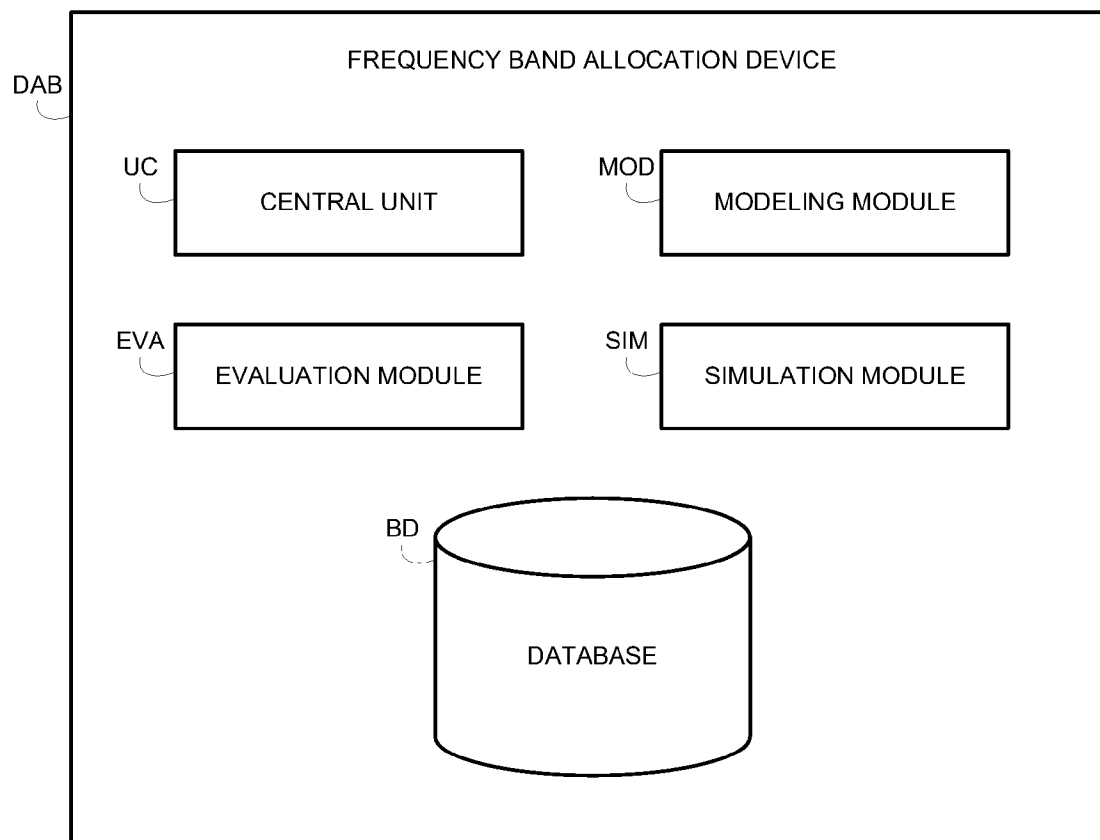 FREQUENCY BAND ALLOCATION DEVICE
DAB
UC
CENTRAL UNIT
MOD
MODELING MODULE
EVA
EVALUATION MODULE
SIM
SIMULATION MODULE
BD
DATABASE